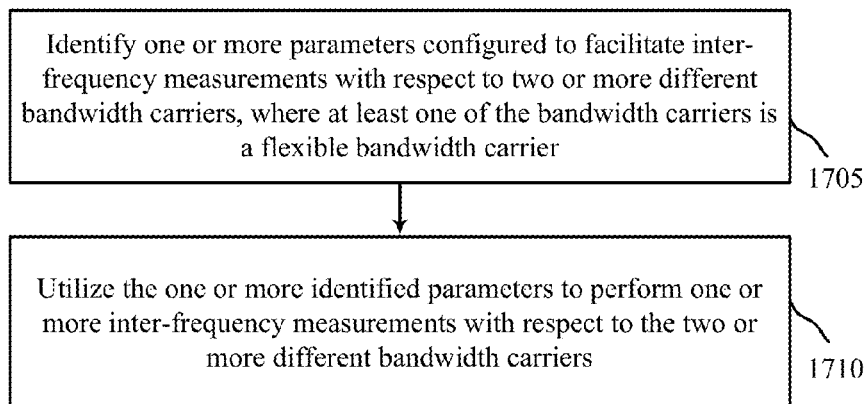 Identify one or more parameters configured to facilitate inter-
frequency measurements with respect to two or more different
bandwidth carriers, where at least one of the bandwidth carriers is
a flexible bandwidth carrier
1705
Utilize the one or more identified parameters to perform one or
more inter-frequency measurements with respect to the two or
more different bandwidth carriers
1710